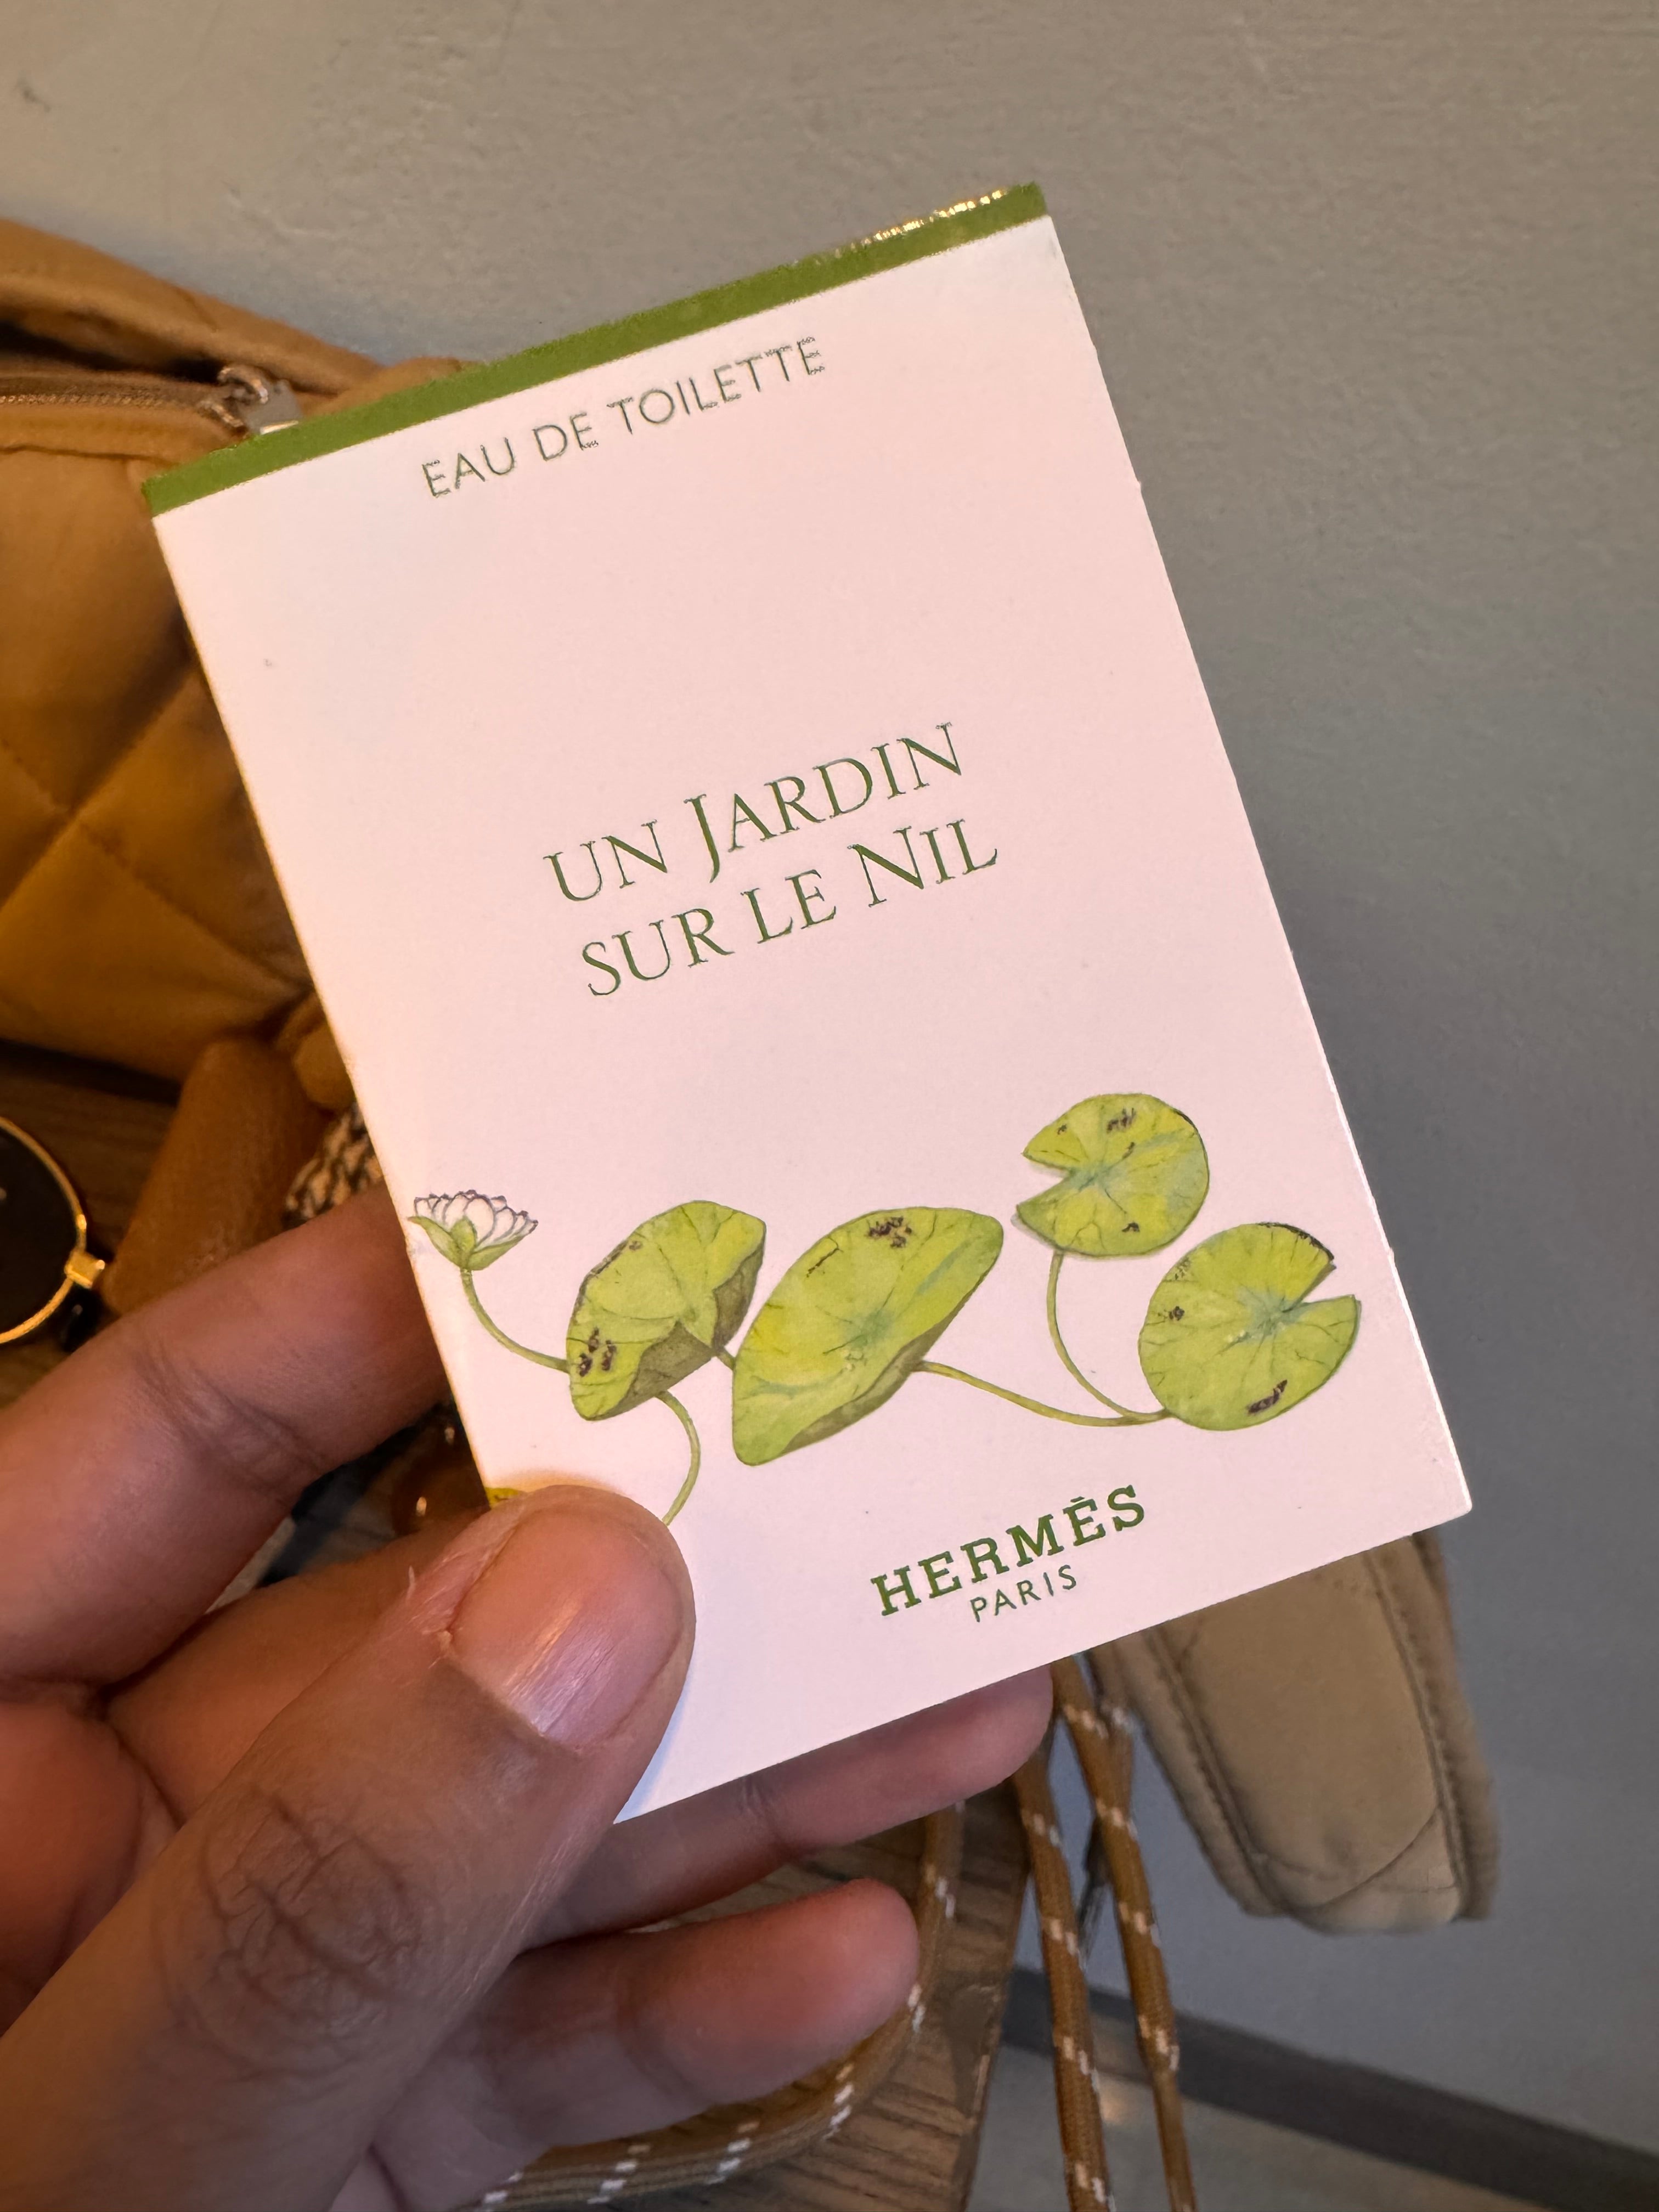 EAU DE TOILETTE
UN JARDIN
SUR LE NIL
HERMÈS
PARIS